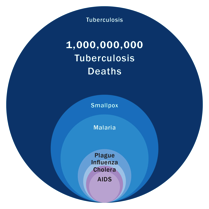 Tuberculosis
1,000,000,000
Tuberculosis
Deaths
Smallpox
Malaria
Plague
Influenza
Cholera
AIDS